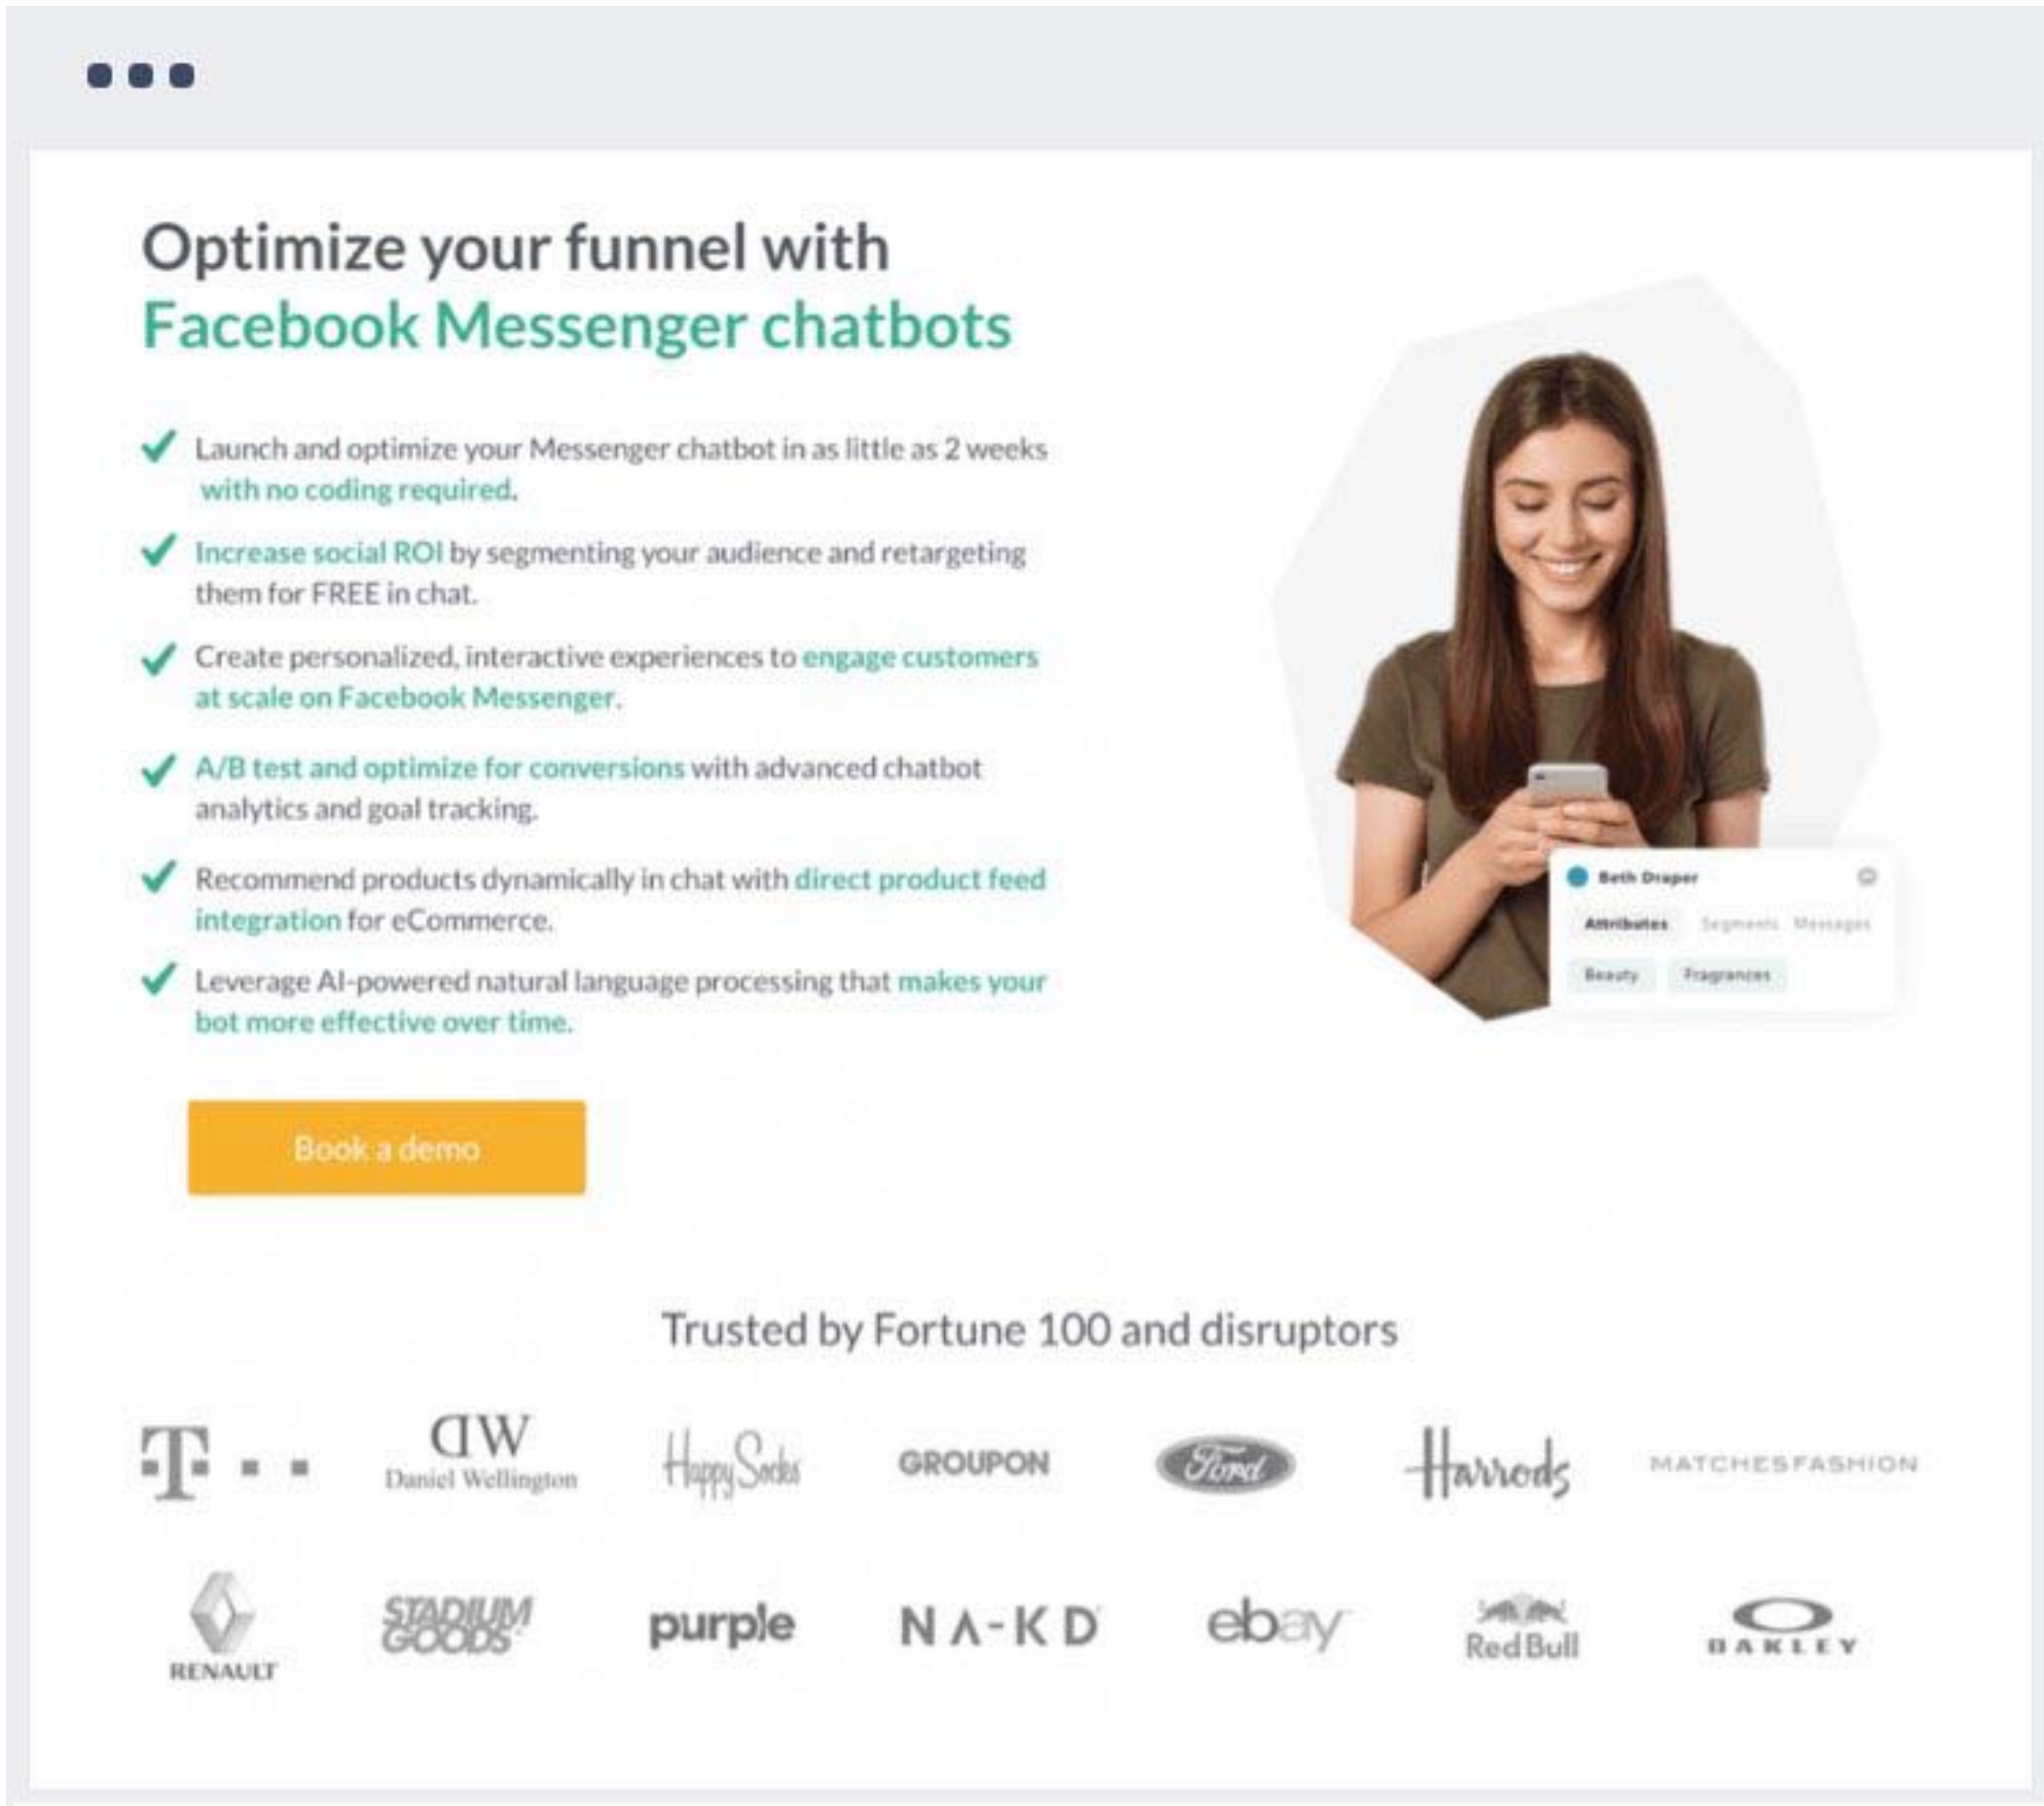 Optimize your funnel with
Facebook Messenger chatbots
Launch and optimize your Messenger chatbot in as little as 2 weeks
with no coding required.
Increase social ROI by segmenting your audience and retargeting
them for FREE in chat.
Create personalized, interactive experiences to engage customers
at scale on Facebook Messenger.
A/B test and optimize for conversions with advanced chatbot
analytics and goal tracking.
Recommend products dynamically in chat with direct product feed
integration for eCommerce.
Leverage AI-powered natural language processing that makes your
bot more effective over time.
Beth Draper
Attributes Segments Messages
Beauty Fragrances
Book a demo
Trusted by Fortune 100 and disruptors
T
DW
Daniel Wellington
Happy Socks
GROUPON
Ford
Harrods
MATCHESFASHION
RENAULT
STADIUM
GOODS
purple
NA-KD
ebay
Red Bull
OAKLEY